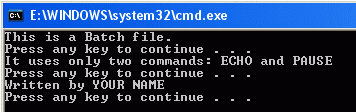 E:\WINDOWS\system32\cmd.exe
This is a Batch file.
Press any key to continue . . .
It uses only two commands: ECHO and PAUSE
Press any key to continue . . .
Written by YOUR NAME
Press any key to continue . . .